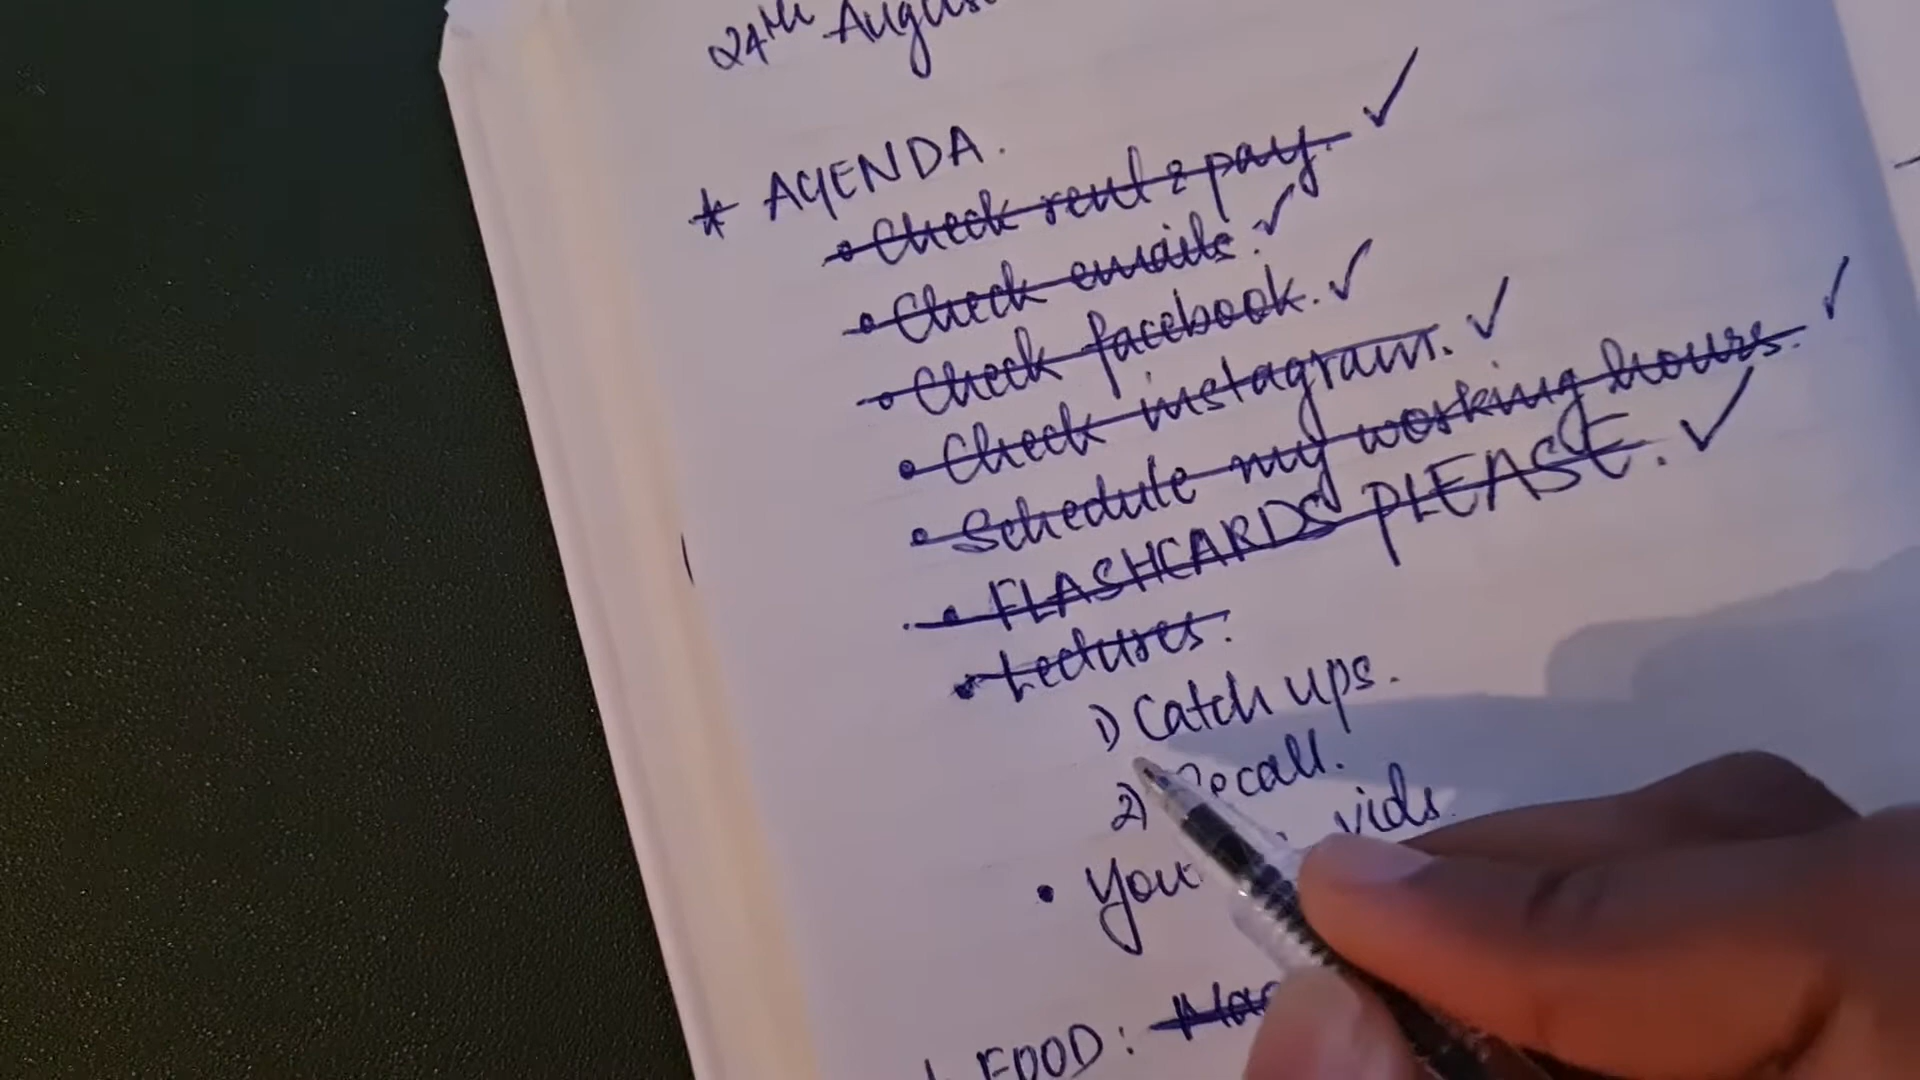 24th August
* AGENDA.
• Check rent & pay. ✓
• Check emails. ✓
• Check facebook. ✓
• Check instagram. ✓
• Schedule my working hours. ✓
• FLASHCARDS PLEASE. ✓
• Lectures.
1) Catch ups.
2) Recall.
• vids.
FOOD: